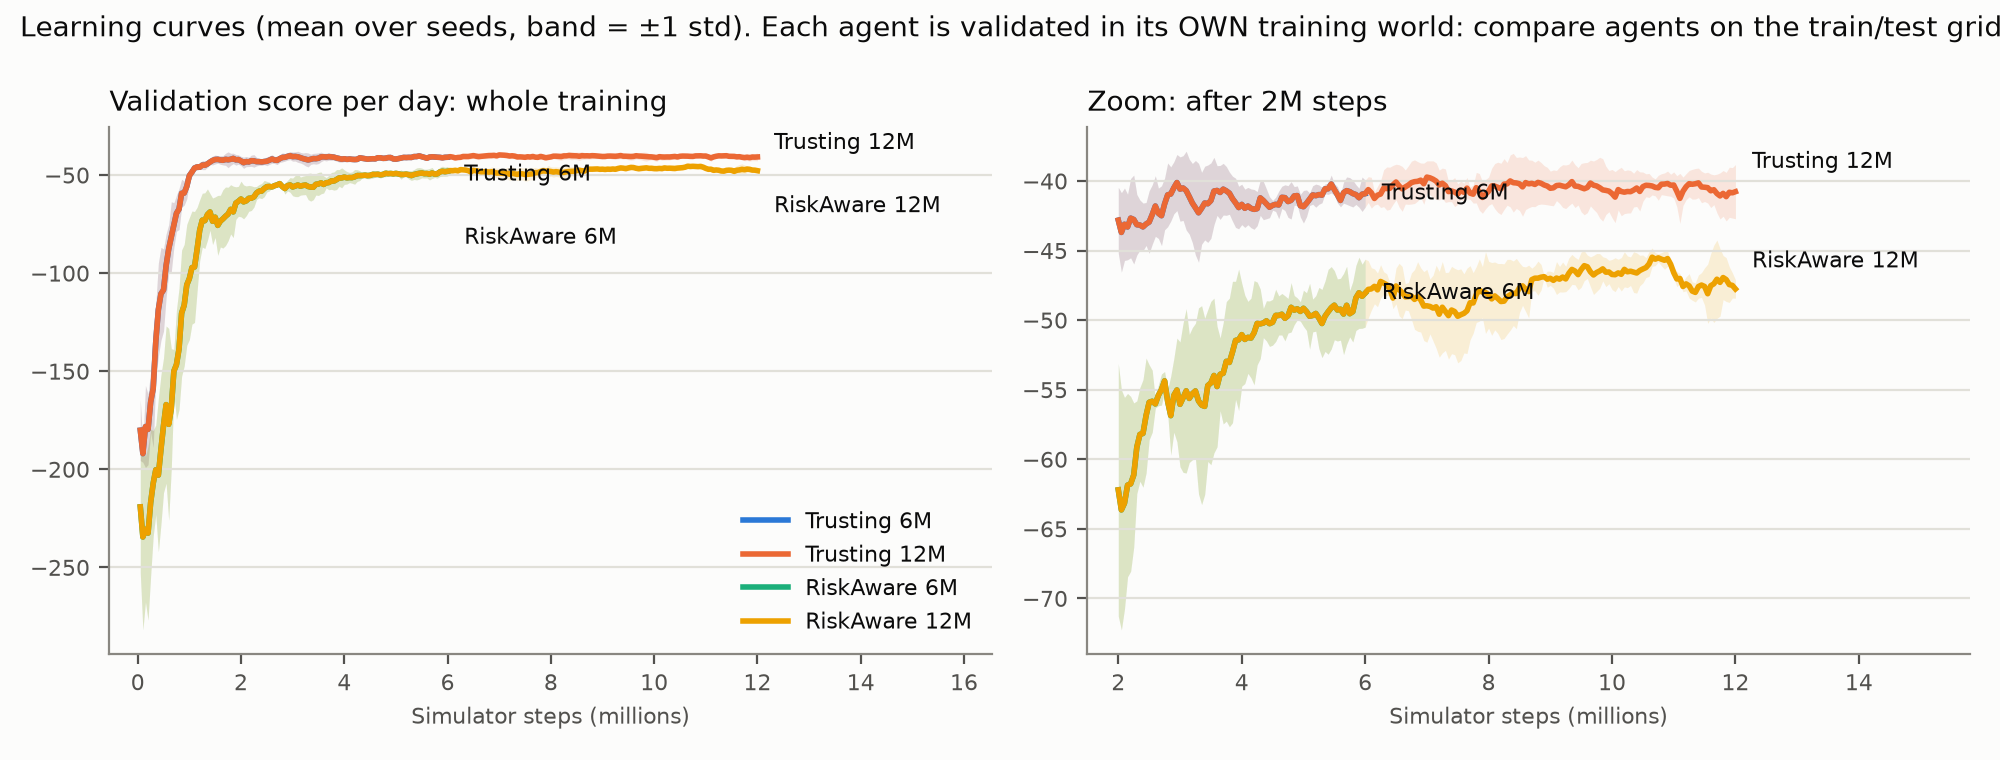 Learning curves (mean over seeds, band = ±1 std). Each agent is validated in its OWN training world: compare agents on the train/test grid
Validation score per day: whole training
−50
−100
−150
−200
−250
Trusting 12M
Trusting 6M
RiskAware 12M
RiskAware 6M
Trusting 6M
Trusting 12M
RiskAware 6M
RiskAware 12M
0 2 4 6 8 10 12 14 16
Simulator steps (millions)
Zoom: after 2M steps
−40
−45
−50
−55
−60
−65
−70
Trusting 12M
Trusting 6M
RiskAware 12M
RiskAware 6M
2 4 6 8 10 12 14
Simulator steps (millions)